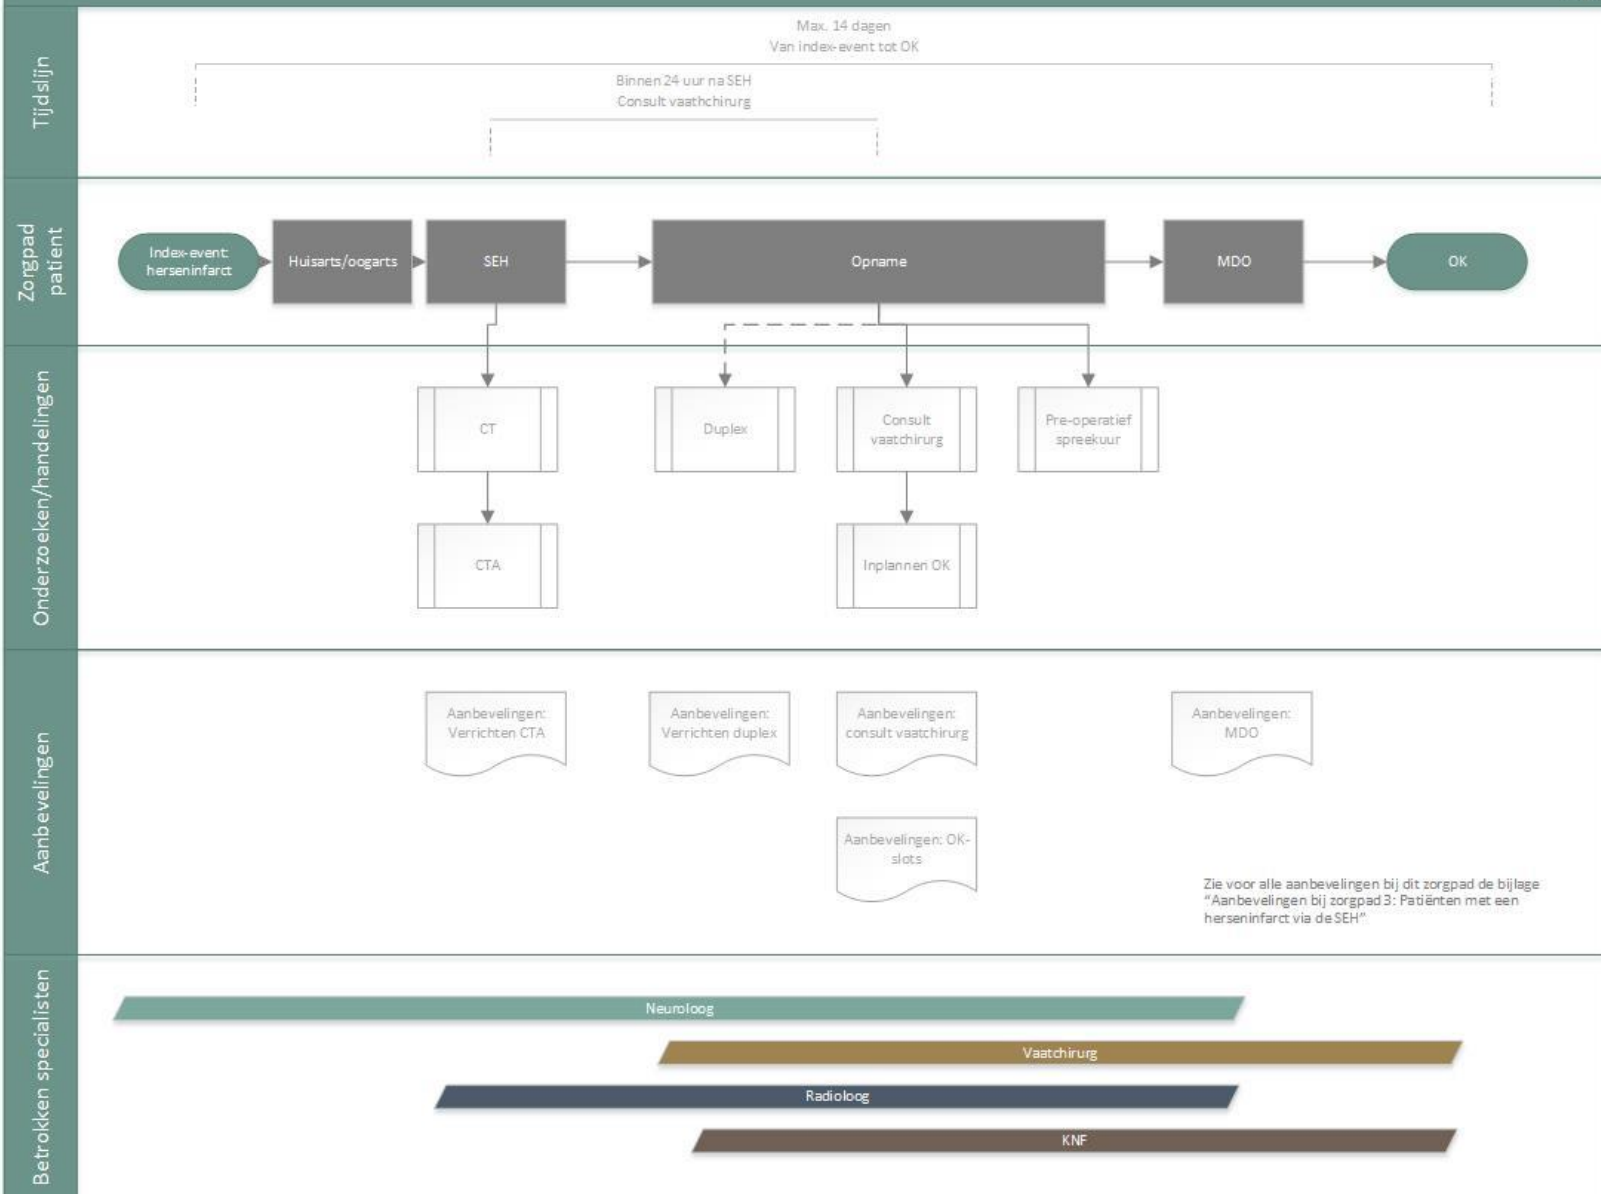 Tijdslijn
Max. 14 dagen
Van index-event tot OK
Binnen 24 uur na SEH
Consult vaathchirurg
Zorgpad
patient
Index-event:
herseninfarct
Huisarts/oogarts
SEH
Opname
MDO
OK
Onderzoeken/handelingen
CT
Duplex
Consult
vaatchirurg
Pre-operatief
spreekuur
CTA
Inplannen OK
Aanbevelingen
Aanbevelingen:
Verrichten CTA
Aanbevelingen:
Verrichten duplex
Aanbevelingen:
consult vaatchirurg
Aanbevelingen:
MDO
Aanbevelingen: OK-
slots
Zie voor alle aanbevelingen bij dit zorgpad de bijlage
“Aanbevelingen bij zorgpad 3: Patiënten met een
herseninfarct via de SEH”
Betrokken specialisten
Neuroloog
Vaatchirurg
Radioloog
KNF